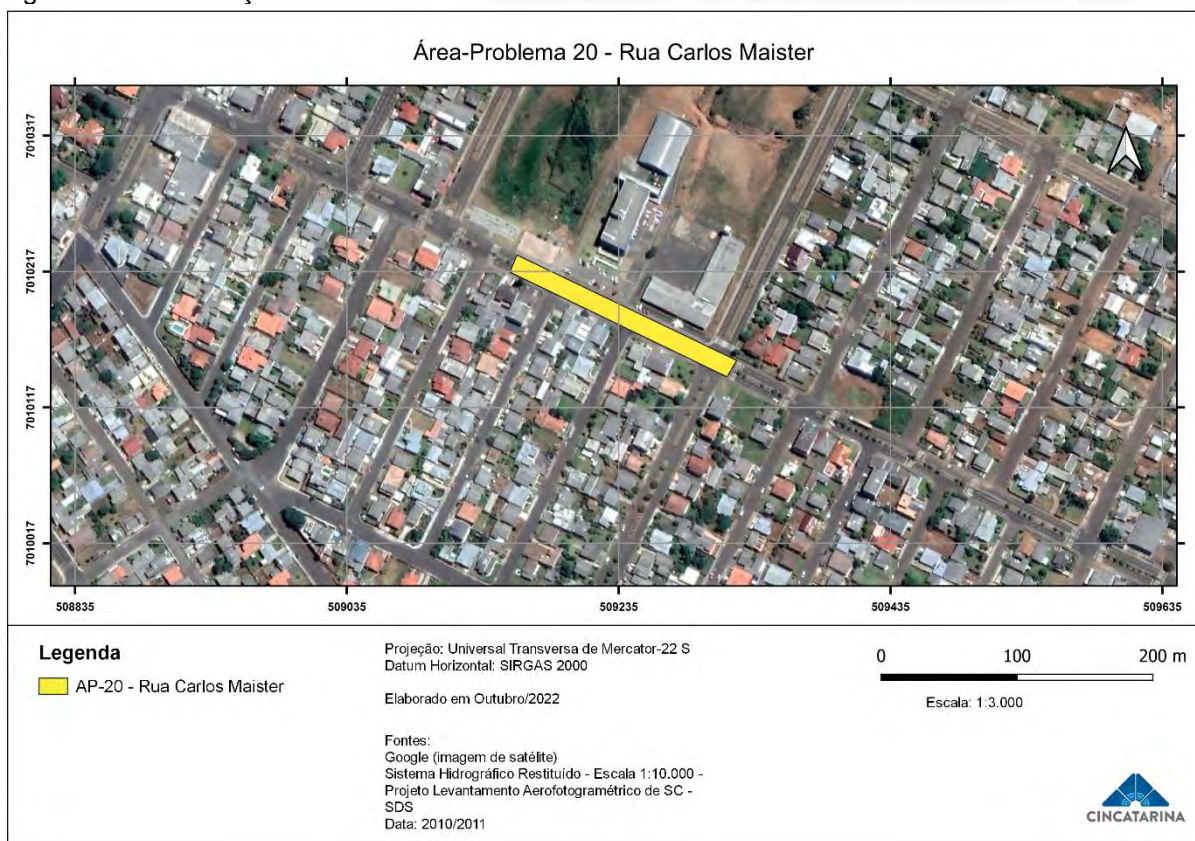 Área-Problema 20 - Rua Carlos Maister
7010317
7010217
7010117
7010017
508835
509035
509235
509435
509635
Legenda
AP-20 - Rua Carlos Maister
Projeção: Universal Transversa de Mercator-22 S
Datum Horizontal: SIRGAS 2000
Elaborado em Outubro/2022
Fontes:
Google (imagem de satélite)
Sistema Hidrográfico Restituído - Escala 1:10.000 -
Projeto Levantamento Aerofotogramétrico de SC -
SDS
Data: 2010/2011
0 100 200 m
Escala: 1:3.000
CINCATARINA